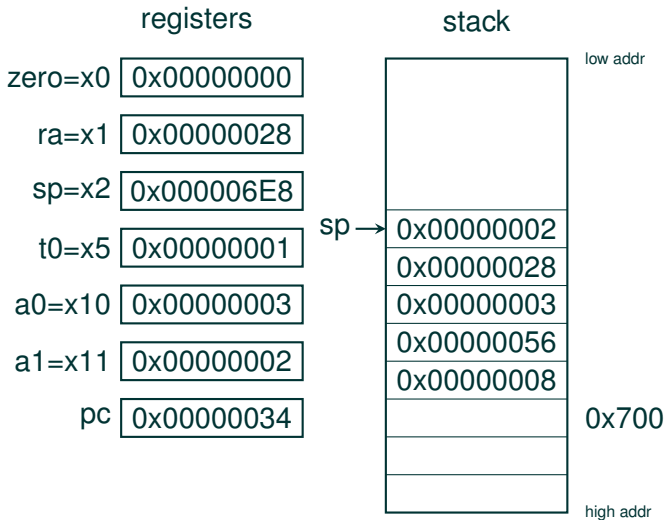 registers
zero=x0 0x00000000
ra=x1 0x00000028
sp=x2 0x000006E8
t0=x5 0x00000001
a0=x10 0x00000003
a1=x11 0x00000002
pc 0x00000034
stack
low addr
sp
0x00000002
0x00000028
0x00000003
0x00000056
0x00000008
0x700
high addr